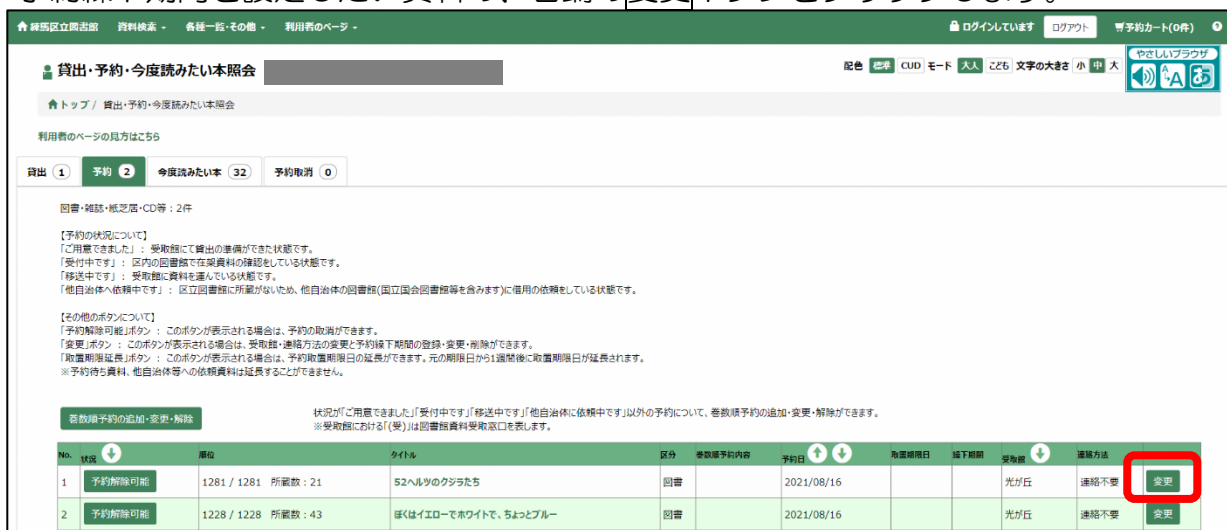 練馬区立図書館 資料検索 各種一覧・その他 利用者のページ ログインしています ログアウト 予約カート(0件)
貸出・予約・今度読みたい本照会
配色 標準 CUD モード 大人 こども 文字の大きさ 小 中 大
やさしいブラウザ
A あ
トップ / 貸出・予約・今度読みたい本照会
利用者のページの見方はこちら
貸出 1 予約 2 今度読みたい本 32 予約取消 0
図書・雑誌・紙芝居・CD等：2件
【予約の状況について】
「ご用意できました」： 受取館にて貸出の準備ができた状態です。
「受付中です」： 区内の図書館で在架資料の確認をしている状態です。
「移送中です」： 受取館に資料を運んでいる状態です。
「他自治体へ依頼中です」： 区立図書館に所蔵がないため、他自治体の図書館(国立国会図書館等を含みます)に借用の依頼をしている状態です。
【その他のボタンについて】
「予約解除可能」ボタン ： このボタンが表示される場合は、予約の取消ができます。
「変更」ボタン ： このボタンが表示される場合は、受取館・連絡方法の変更と予約繰下期間の登録・変更・削除ができます。
「取置期限延長」ボタン ： このボタンが表示される場合は、予約取置期限日の延長ができます。元の期限日から1週間後に取置期限日が延長されます。
※予約待ち資料、他自治体等への依頼資料は延長することができません。
巻数順予約の追加・変更・解除
状況が「ご用意できました」「受付中です」「移送中です」「他自治体に依頼中です」以外の予約について、巻数順予約の追加・変更・解除ができます。
※受取館における「(受)」は図書館資料受取窓口を表します。
No. 状況 順位 タイトル 区分 巻数順予約内容 予約日 取置期限日 繰下期間 受取館 連絡方法
1 予約解除可能 1281 / 1281 所蔵数：21 52ヘルツのクジラたち 図書 2021/08/16 光が丘 連絡不要 変更
2 予約解除可能 1228 / 1228 所蔵数：43 ぼくはイエローでホワイトで、ちょっとブルー 図書 2021/08/16 光が丘 連絡不要 変更